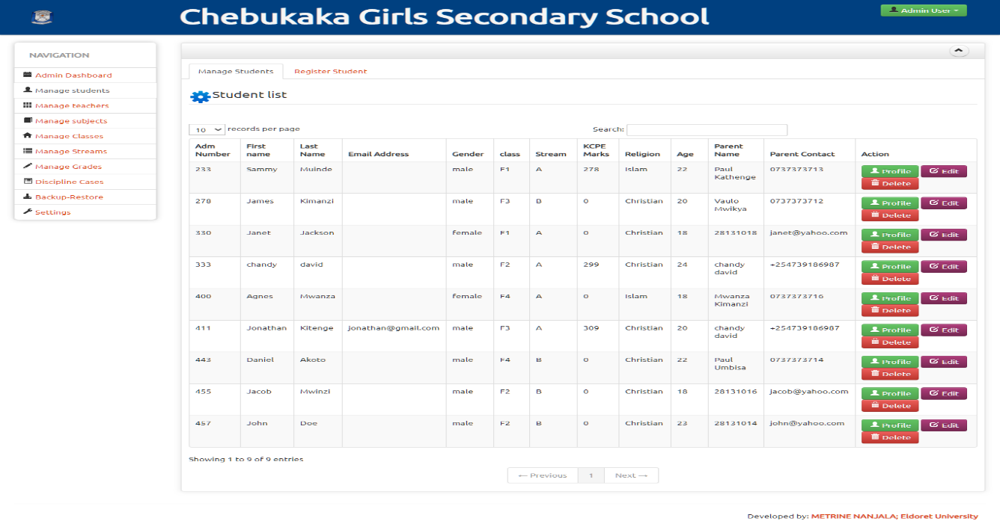 Chebukaka Girls Secondary School
Admin User
NAVIGATION
Admin Dashboard
Manage students
Manage teachers
Manage subjects
Manage Classes
Manage Streams
Manage Grades
Discipline Cases
Backup-Restore
Settings
Manage Students Register Student
Student list
10 records per page Search:
Adm Number First name Last Name Email Address Gender class Stream KCPE Marks Religion Age Parent Name Parent Contact Action
233 Sammy Muinde male F1 A 278 Islam 22 Paul Kathenge 0737373713 Profile Edit Delete
278 James Kimanzi male F3 B 0 Christian 20 Vaulo Mwikya 0737373712 Profile Edit Delete
330 Janet Jackson female F1 A 0 Christian 18 28131018 janet@yahoo.com Profile Edit Delete
333 chandy david male F2 A 299 Christian 24 chandy david +254739186987 Profile Edit Delete
400 Agnes Mwanza female F4 A 0 Islam 18 Mwanza Kimanzi 0737373716 Profile Edit Delete
411 Jonathan Kitenge jonathan@gmail.com male F3 A 309 Christian 20 chandy david +254739186987 Profile Edit Delete
443 Daniel Akoto male F4 B 0 Christian 22 Paul Umbisa 0737373714 Profile Edit Delete
455 Jacob Mwinzi male F2 B 0 Christian 18 28131016 jacob@yahoo.com Profile Edit Delete
457 John Doe male F2 B 0 Christian 23 28131014 john@yahoo.com Profile Edit Delete
Showing 1 to 9 of 9 entries
← Previous 1 Next →
Developed by: METRINE NANJALA; Eldoret University